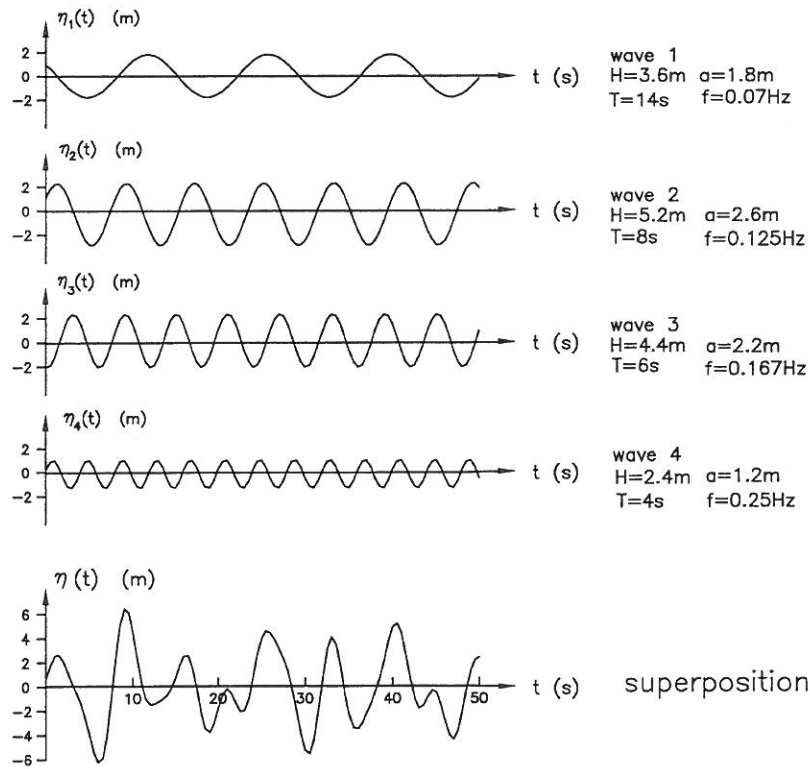 η₁(t) (m)
2
0
−2
t (s)
wave 1
H=3.6m a=1.8m
T=14s f=0.07Hz
η₂(t) (m)
2
0
−2
t (s)
wave 2
H=5.2m a=2.6m
T=8s f=0.125Hz
η₃(t) (m)
2
0
−2
t (s)
wave 3
H=4.4m a=2.2m
T=6s f=0.167Hz
η₄(t) (m)
2
0
−2
t (s)
wave 4
H=2.4m a=1.2m
T=4s f=0.25Hz
η (t) (m)
6
4
2
0
−2
−4
−6
10 20 30 40 50
t (s)
superposition